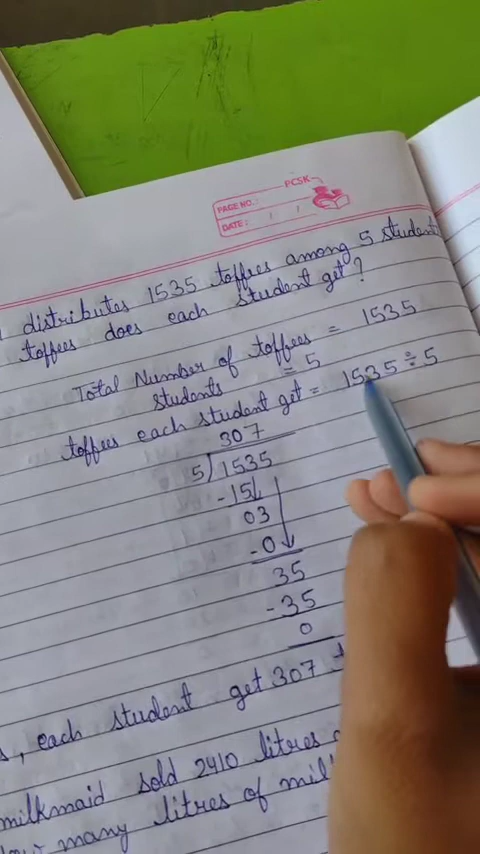 PCSK
PAGE NO.:
DATE: / /
distributes 1535 toffees among 5 student
toffees does each student get?
Total Number of toffees = 1535
students = 5
toffees each student get = 1535 ÷ 5
307
5)1535
-15↓
03
-0↓
35
-35
0
, each student get 307
milkmaid sold 2410 litres
many litres of mil